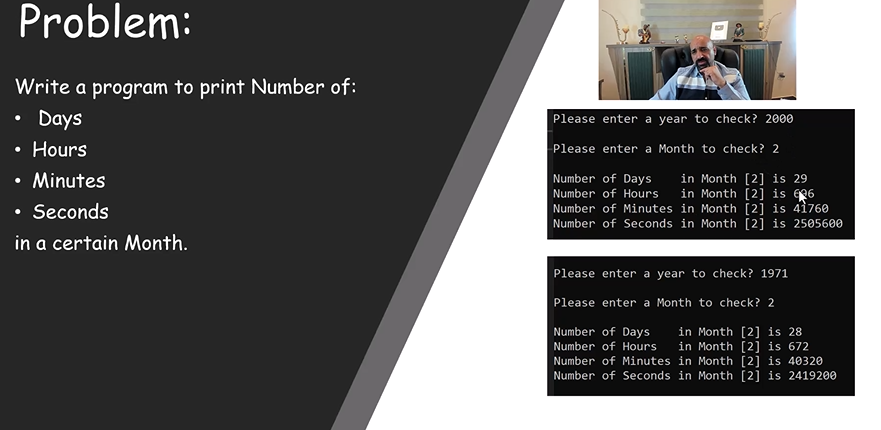 Problem:
Write a program to print Number of:
• Days
• Hours
• Minutes
• Seconds
in a certain Month.
Please enter a year to check? 2000
Please enter a Month to check? 2
Number of Days in Month [2] is 29
Number of Hours in Month [2] is 696
Number of Minutes in Month [2] is 41760
Number of Seconds in Month [2] is 2505600
Please enter a year to check? 1971
Please enter a Month to check? 2
Number of Days in Month [2] is 28
Number of Hours in Month [2] is 672
Number of Minutes in Month [2] is 40320
Number of Seconds in Month [2] is 2419200